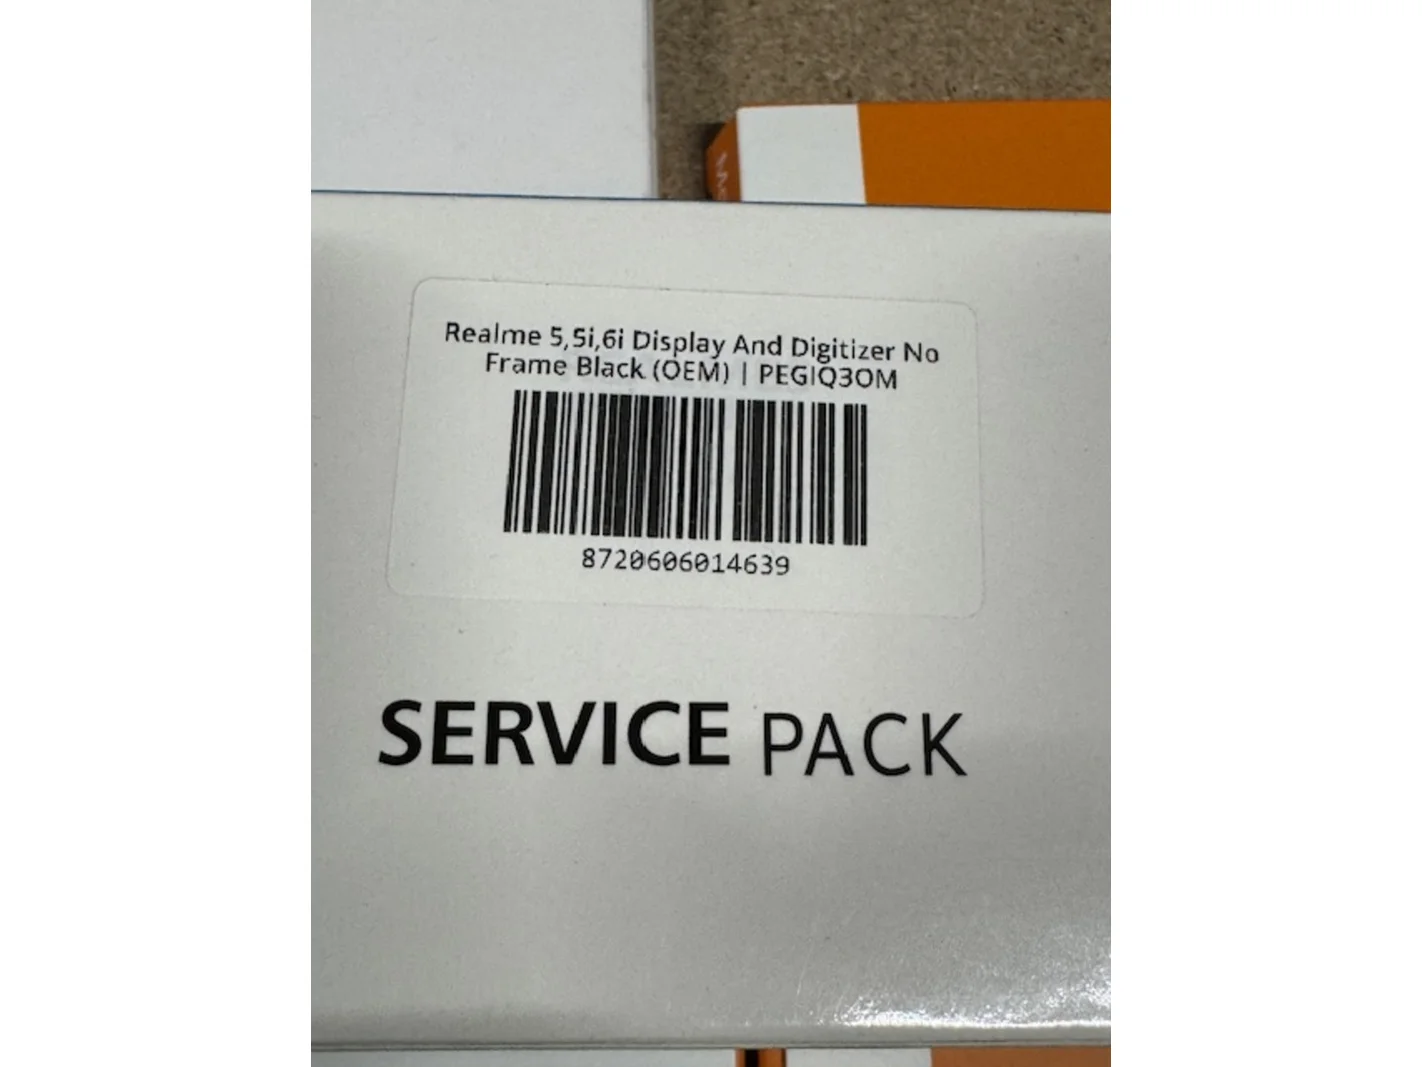 Realme 5,5i,6i Display And Digitizer No
Frame Black (OEM) | PEGIQ3OM
8720606014639
SERVICE PACK